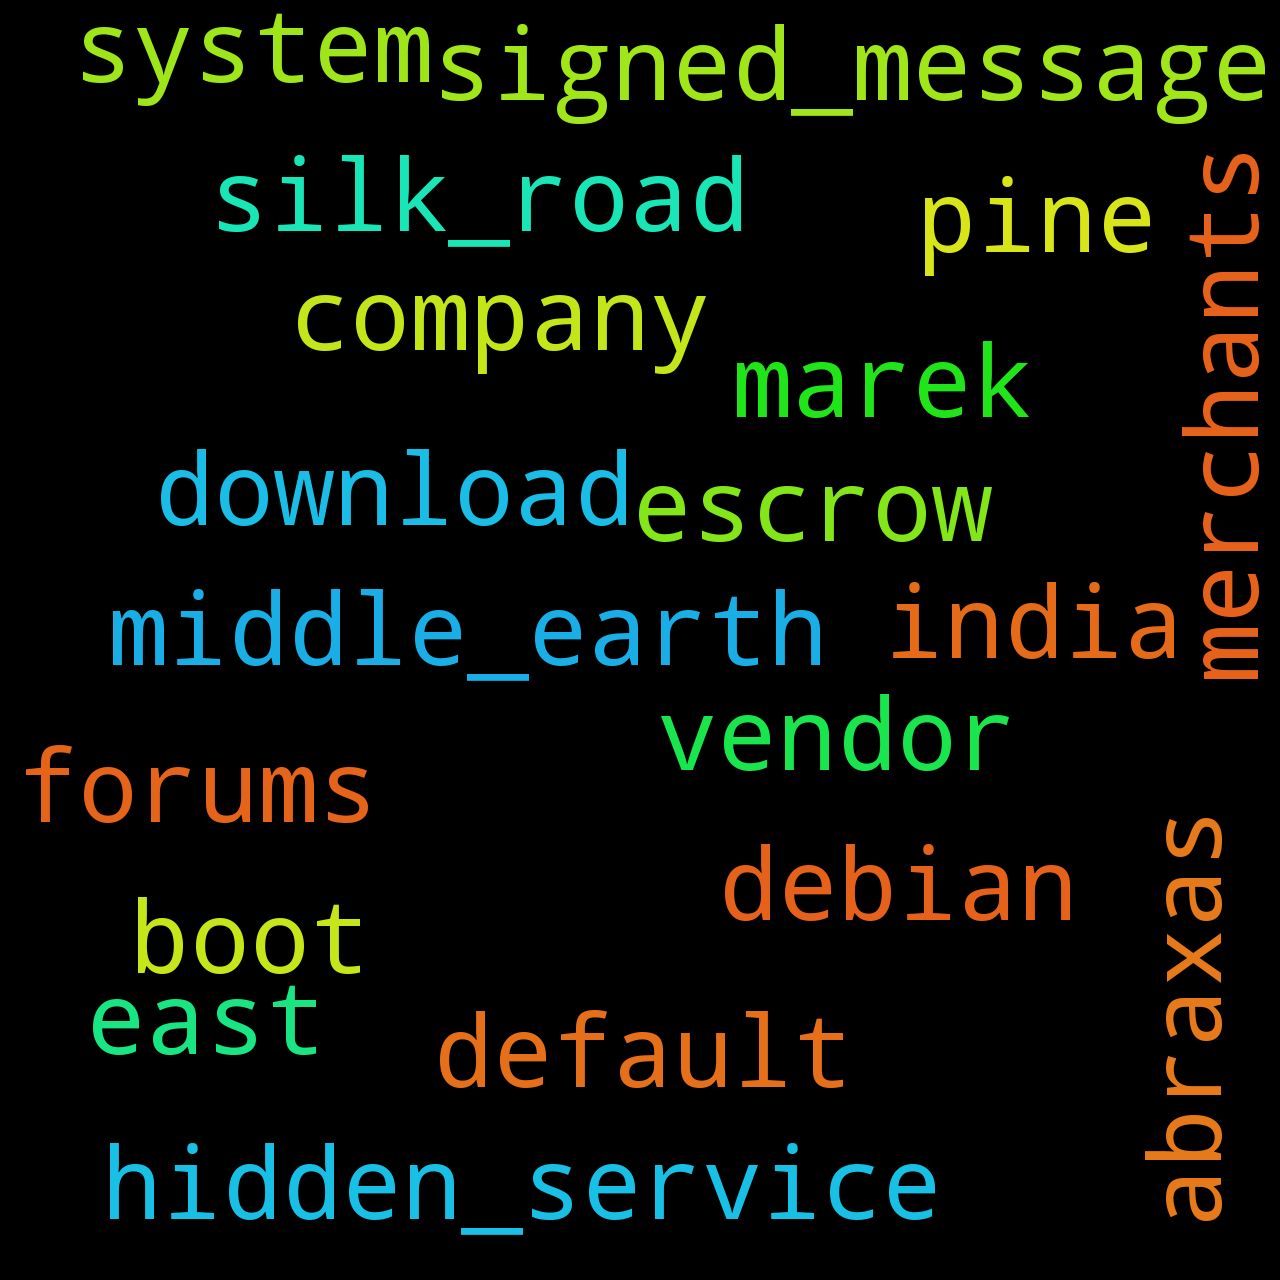 system
signed_message
silk_road
pine
merchants
company
marek
download
escrow
middle_earth
india
vendor
forums
abraxas
debian
boot
east
default
hidden_service